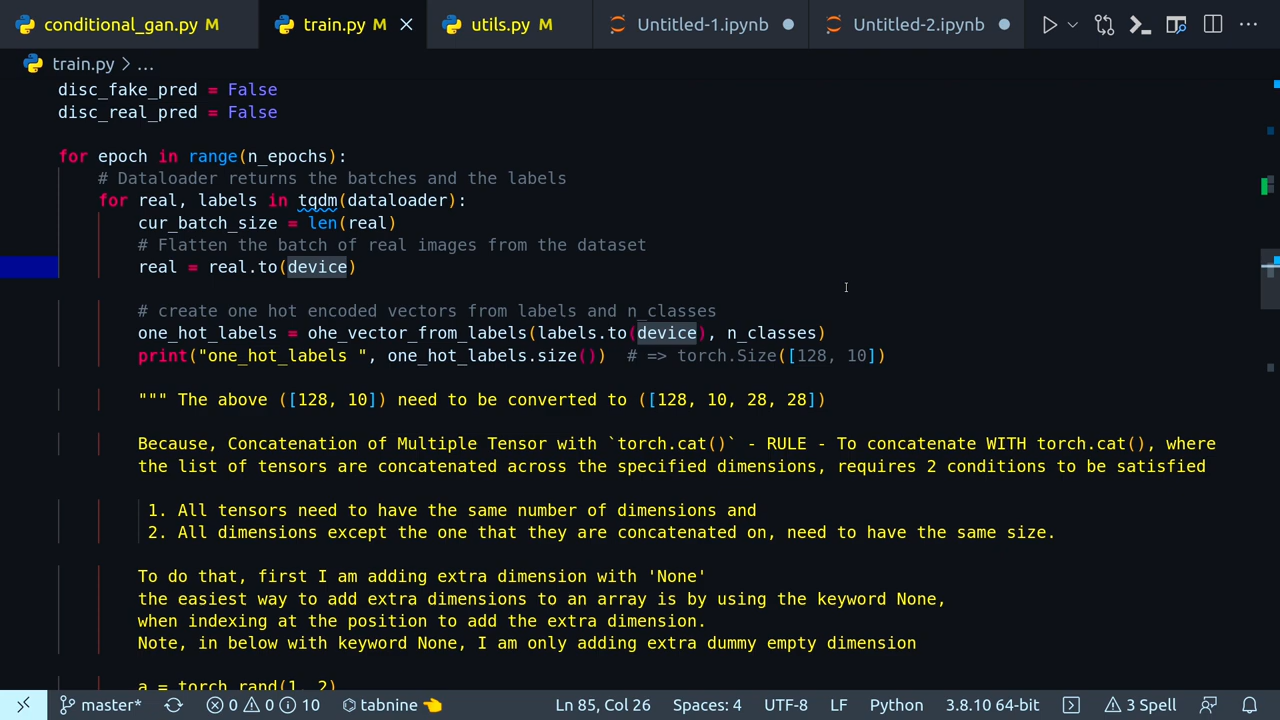 conditional_gan.py M train.py M utils.py M Untitled-1.ipynb Untitled-2.ipynb
train.py > ...
disc_fake_pred = False
disc_real_pred = False
for epoch in range(n_epochs):
# Dataloader returns the batches and the labels
for real, labels in tqdm(dataloader):
cur_batch_size = len(real)
# Flatten the batch of real images from the dataset
real = real.to(device)
# create one hot encoded vectors from labels and n_classes
one_hot_labels = ohe_vector_from_labels(labels.to(device), n_classes)
print("one_hot_labels ", one_hot_labels.size()) # => torch.Size([128, 10])
""" The above ([128, 10]) need to be converted to ([128, 10, 28, 28])
Because, Concatenation of Multiple Tensor with `torch.cat()` - RULE - To concatenate WITH torch.cat(), where
the list of tensors are concatenated across the specified dimensions, requires 2 conditions to be satisfied
1. All tensors need to have the same number of dimensions and
2. All dimensions except the one that they are concatenated on, need to have the same size.
To do that, first I am adding extra dimension with 'None'
the easiest way to add extra dimensions to an array is by using the keyword None,
when indexing at the position to add the extra dimension.
Note, in below with keyword None, I am only adding extra dummy empty dimension
a = torch.rand(1, 2)
master* 0 0 10 tabnine Ln 85, Col 26 Spaces: 4 UTF-8 LF Python 3.8.10 64-bit 3 Spell